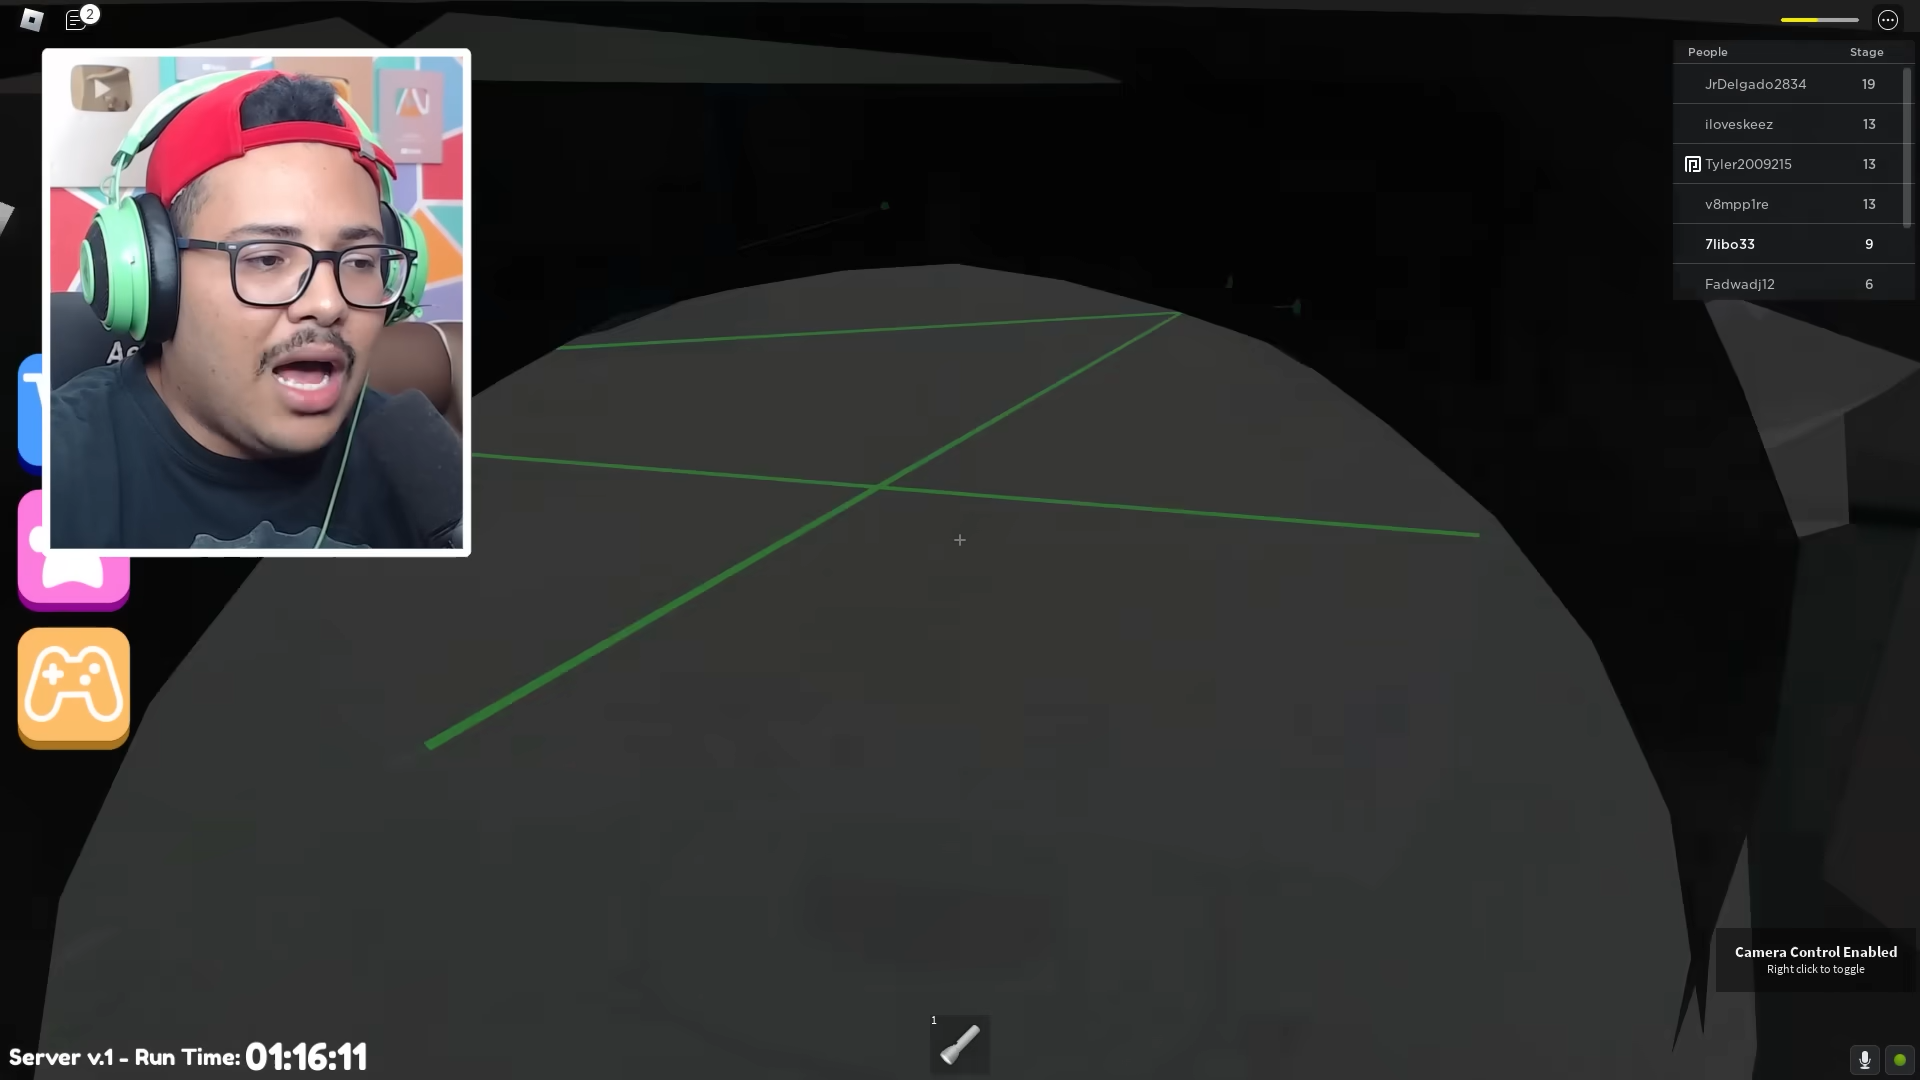 2
People Stage
JrDelgado2834 19
iloveskeez 13
Tyler2009215 13
v8mpp1re 13
7libo33 9
Fadwadj12 6
Ae
Camera Control Enabled
Right click to toggle
1
Server v.1 - Run Time: 01:16:11